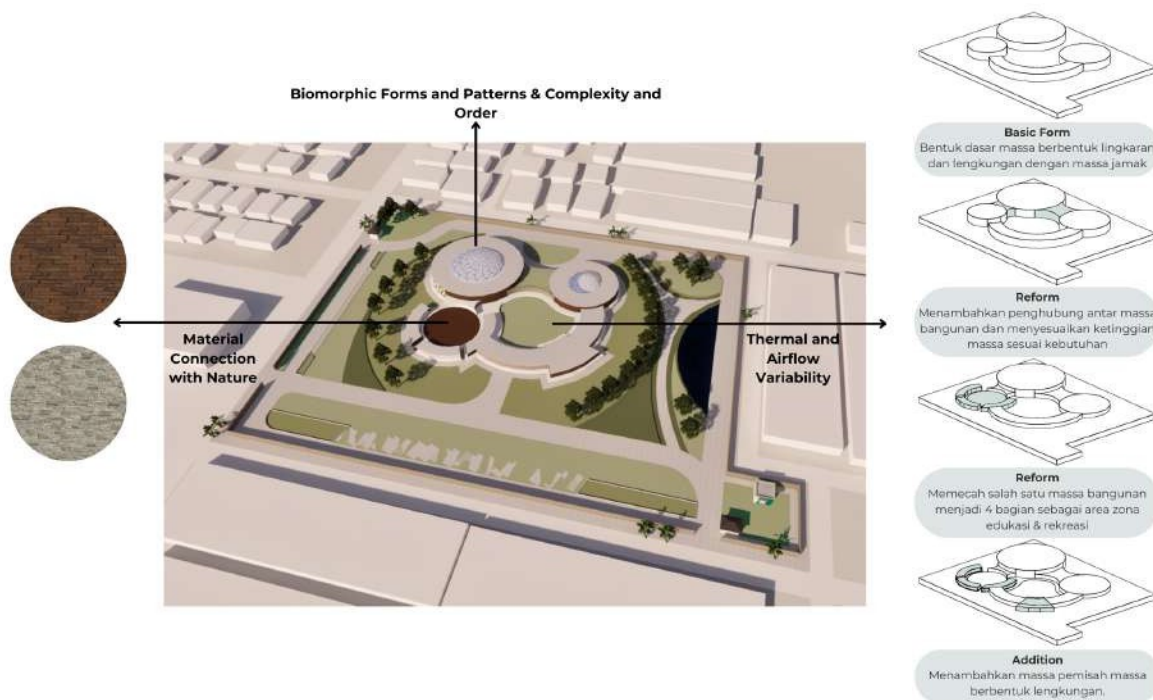 Biomorphic Forms and Patterns & Complexity and
Order
Material
Connection
with Nature
Thermal and
Airflow
Variability
Basic Form
Bentuk dasar massa berbentuk lingkaran
dan lengkungan dengan massa jamak
Reform
Menambahkan penghubung antar massa
bangunan dan menyesuaikan ketinggian
massa sesuai kebutuhan
Reform
Memecah salah satu massa bangunan
menjadi 4 bagian sebagai area zona
edukasi & rekreasi
Addition
Menambahkan massa pemisah massa
berbentuk lengkungan.